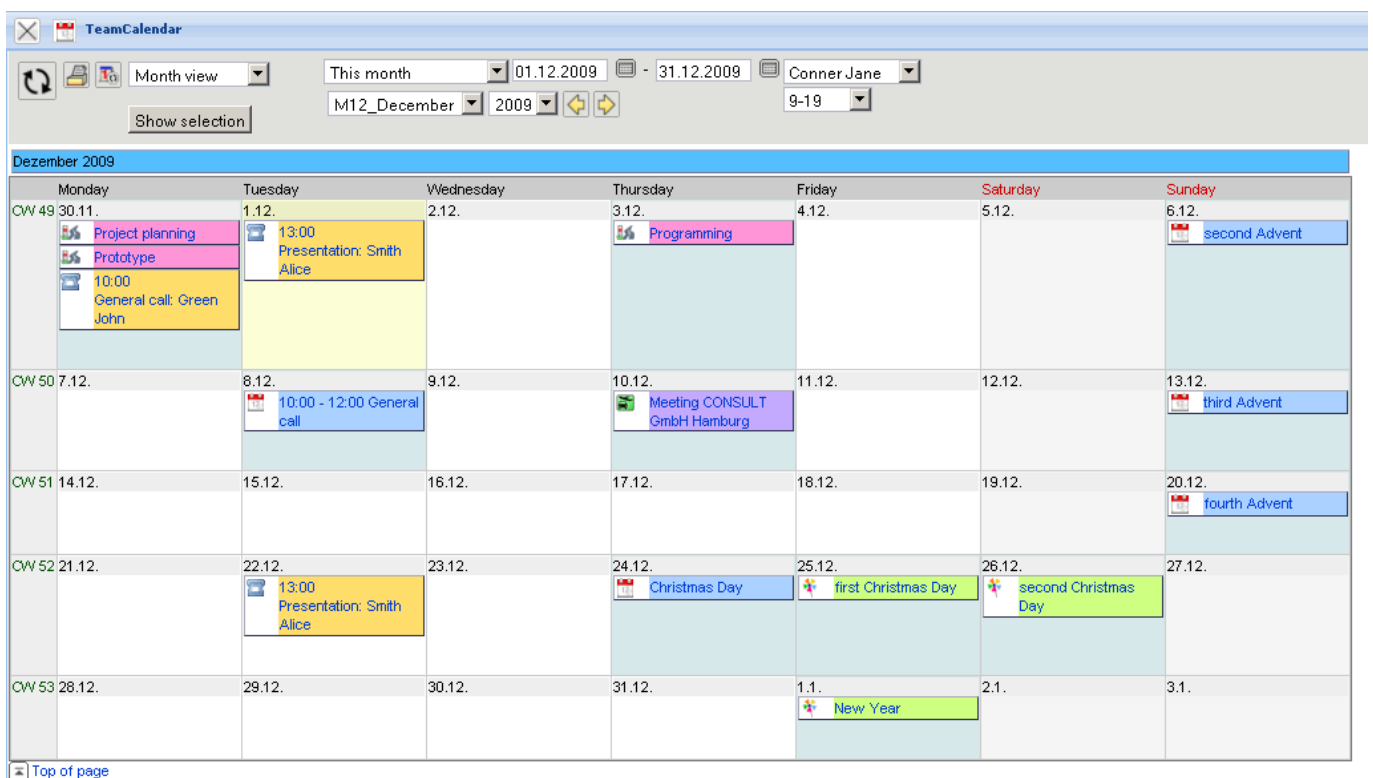 TeamCalendar
Month view
This month
01.12.2009 - 31.12.2009
Conner Jane
M12_December
2009
9-19
Show selection
Dezember 2009
Monday Tuesday Wednesday Thursday Friday Saturday Sunday
CW 49 30.11. 1.12. 2.12. 3.12. 4.12. 5.12. 6.12.
Project planning
Prototype
10:00
General call: Green
John
13:00
Presentation: Smith
Alice
Programming
second Advent
CW 50 7.12. 8.12. 9.12. 10.12. 11.12. 12.12. 13.12.
10:00 - 12:00 General
call
Meeting CONSULT
GmbH Hamburg
third Advent
CW 51 14.12. 15.12. 16.12. 17.12. 18.12. 19.12. 20.12.
fourth Advent
CW 52 21.12. 22.12. 23.12. 24.12. 25.12. 26.12. 27.12.
13:00
Presentation: Smith
Alice
Christmas Day
first Christmas Day
second Christmas
Day
CW 53 28.12. 29.12. 30.12. 31.12. 1.1. 2.1. 3.1.
New Year
Top of page